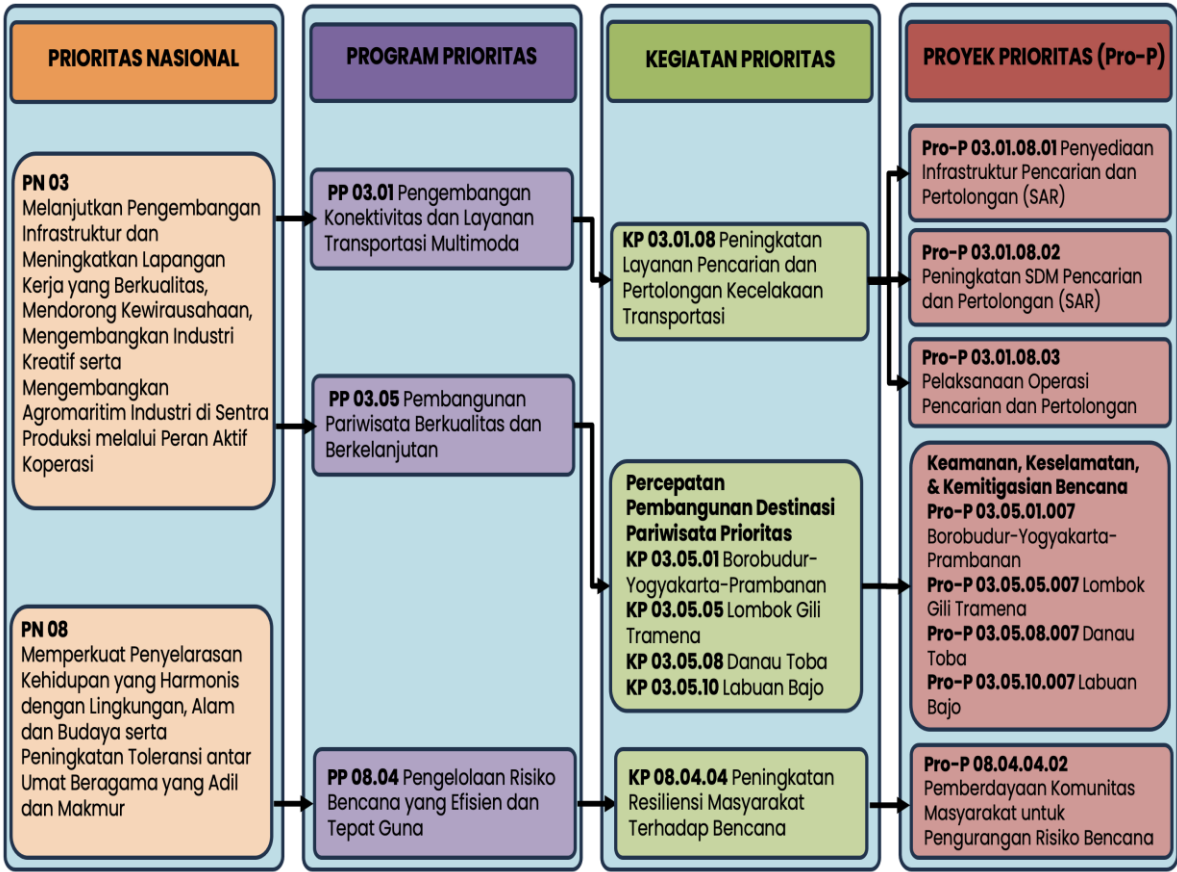 PRIORITAS NASIONAL
PN 03
Melanjutkan Pengembangan
Infrastruktur dan
Meningkatkan Lapangan
Kerja yang Berkualitas,
Mendorong Kewirausahaan,
Mengembangkan Industri
Kreatif serta
Mengembangkan
Agromaritim Industri di Sentra
Produksi melalui Peran Aktif
Koperasi
PN 08
Memperkuat Penyelarasan
Kehidupan yang Harmonis
dengan Lingkungan, Alam
dan Budaya serta
Peningkatan Toleransi antar
Umat Beragama yang Adil
dan Makmur
PROGRAM PRIORITAS
PP 03.01 Pengembangan
Konektivitas dan Layanan
Transportasi Multimoda
PP 03.05 Pembangunan
Pariwisata Berkualitas dan
Berkelanjutan
PP 08.04 Pengelolaan Risiko
Bencana yang Efisien dan
Tepat Guna
KEGIATAN PRIORITAS
KP 03.01.08 Peningkatan
Layanan Pencarian dan
Pertolongan Kecelakaan
Transportasi
Percepatan
Pembangunan Destinasi
Pariwisata Prioritas
KP 03.05.01 Borobudur-
Yogyakarta-Prambanan
KP 03.05.05 Lombok Gili
Tramena
KP 03.05.08 Danau Toba
KP 03.05.10 Labuan Bajo
KP 08.04.04 Peningkatan
Resiliensi Masyarakat
Terhadap Bencana
PROYEK PRIORITAS (Pro-P)
Pro-P 03.01.08.01 Penyediaan
Infrastruktur Pencarian dan
Pertolongan (SAR)
Pro-P 03.01.08.02
Peningkatan SDM Pencarian
dan Pertolongan (SAR)
Pro-P 03.01.08.03
Pelaksanaan Operasi
Pencarian dan Pertolongan
Keamanan, Keselamatan,
& Kemitigasian Bencana
Pro-P 03.05.01.007
Borobudur-Yogyakarta-
Prambanan
Pro-P 03.05.05.007 Lombok
Gili Tramena
Pro-P 03.05.08.007 Danau
Toba
Pro-P 03.05.10.007 Labuan
Bajo
Pro-P 08.04.04.02
Pemberdayaan Komunitas
Masyarakat untuk
Pengurangan Risiko Bencana